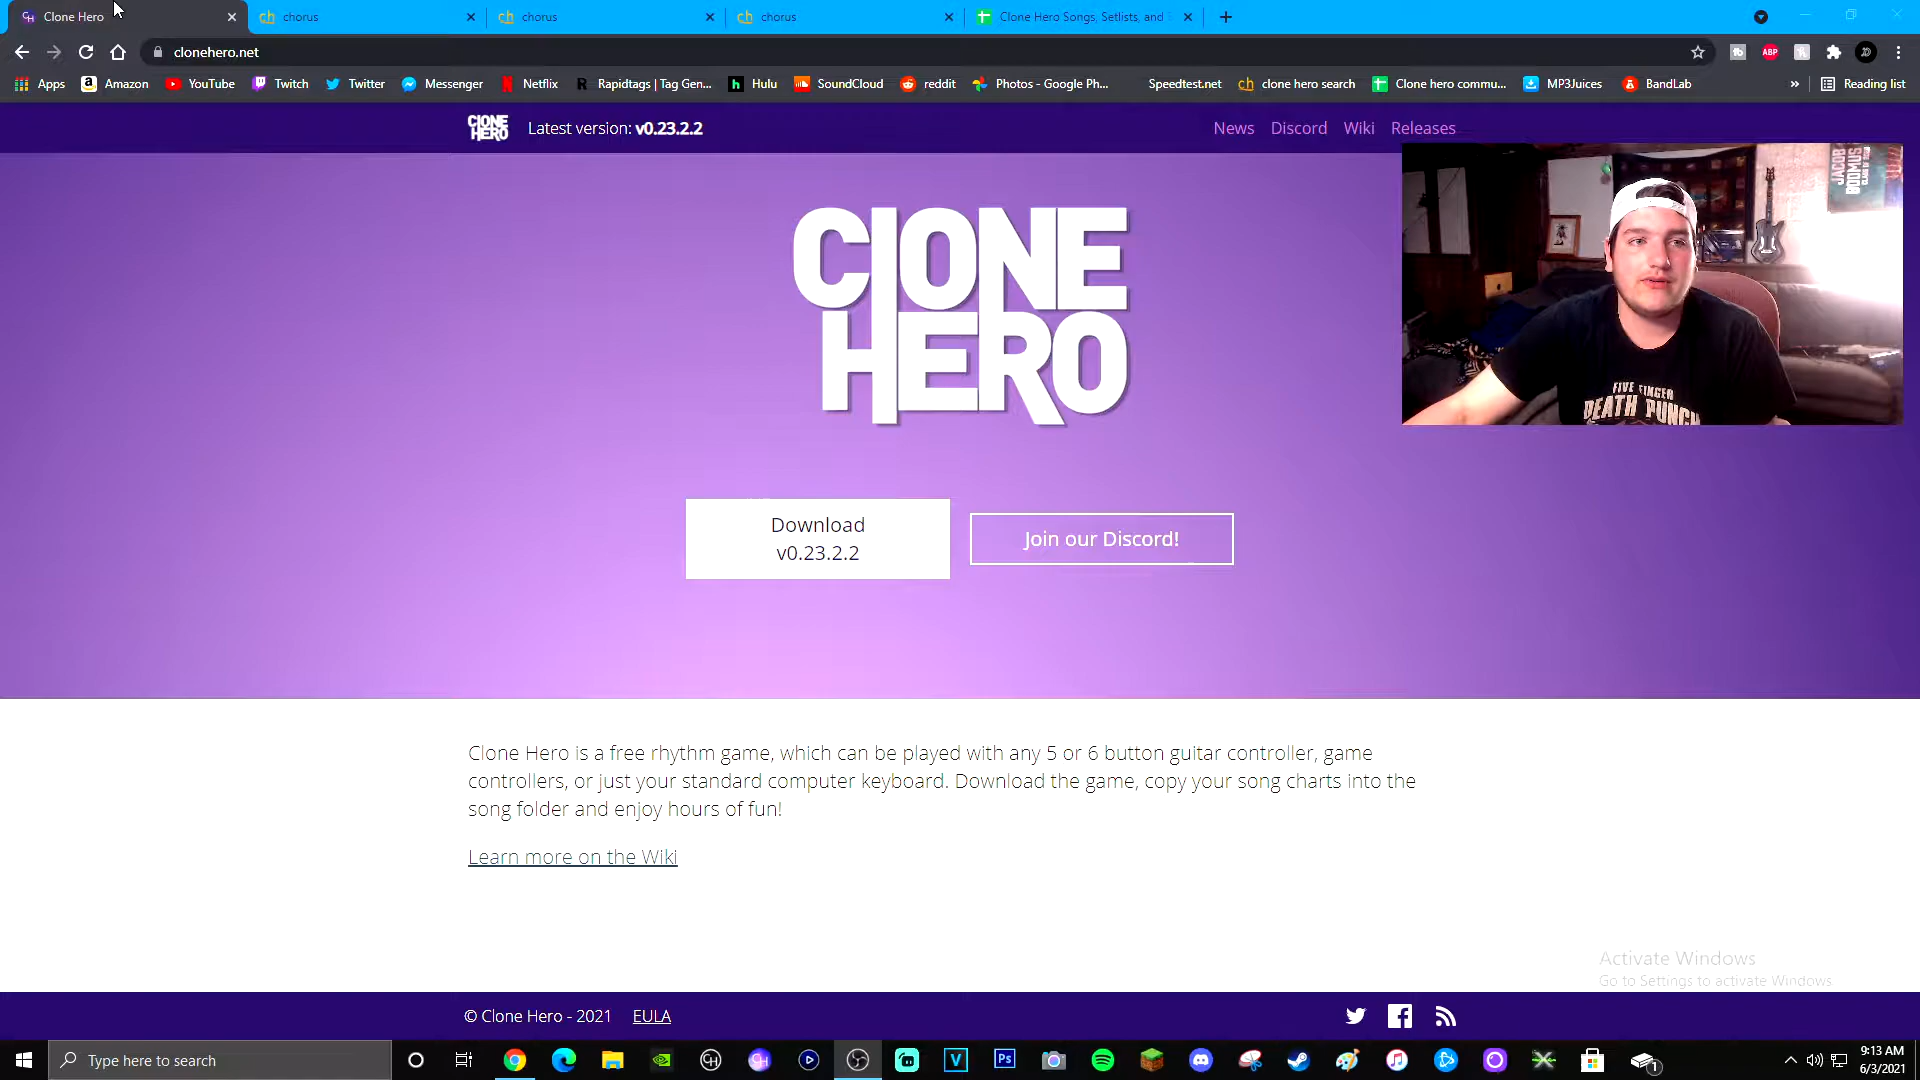 Clone Hero
chorus
chorus
chorus
Clone Hero Songs, Setlists, and
clonehero.net
Apps
Amazon
YouTube
Twitch
Twitter
Messenger
Netflix
Rapidtags | Tag Gen...
Hulu
SoundCloud
reddit
Photos - Google Ph...
Speedtest.net
clone hero search
Clone hero commu...
MP3Juices
BandLab
»
Reading list
ABP
CLONE HERO
Latest version: v0.23.2.2
News
Discord
Wiki
Releases
CLONE
HERO
JACOB
FIVE FINGER
DEATH PUNCH
Download
v0.23.2.2
Join our Discord!
Clone Hero is a free rhythm game, which can be played with any 5 or 6 button guitar controller, game
controllers, or just your standard computer keyboard. Download the game, copy your song charts into the
song folder and enjoy hours of fun!
Learn more on the Wiki
Activate Windows
Go to Settings to activate Windows.
© Clone Hero - 2021
EULA
Type here to search
9:13 AM
6/3/2021